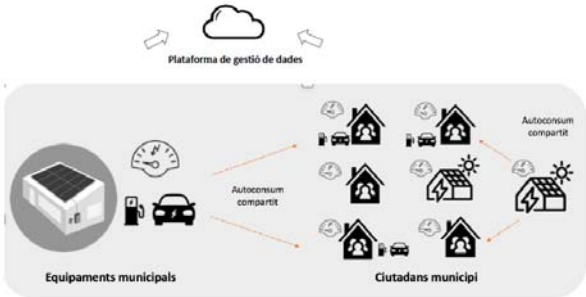 Plataforma de gestió de dades
Autoconsum
compartit
Autoconsum
compartit
Equipaments municipals
Ciutadans municipi